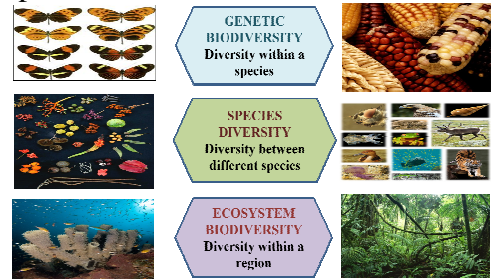 GENETIC
BIODIVERSITY
Diversity within a
species
SPECIES
DIVERSITY
Diversity between
different species
ECOSYSTEM
BIODIVERSITY
Diversity within a
region